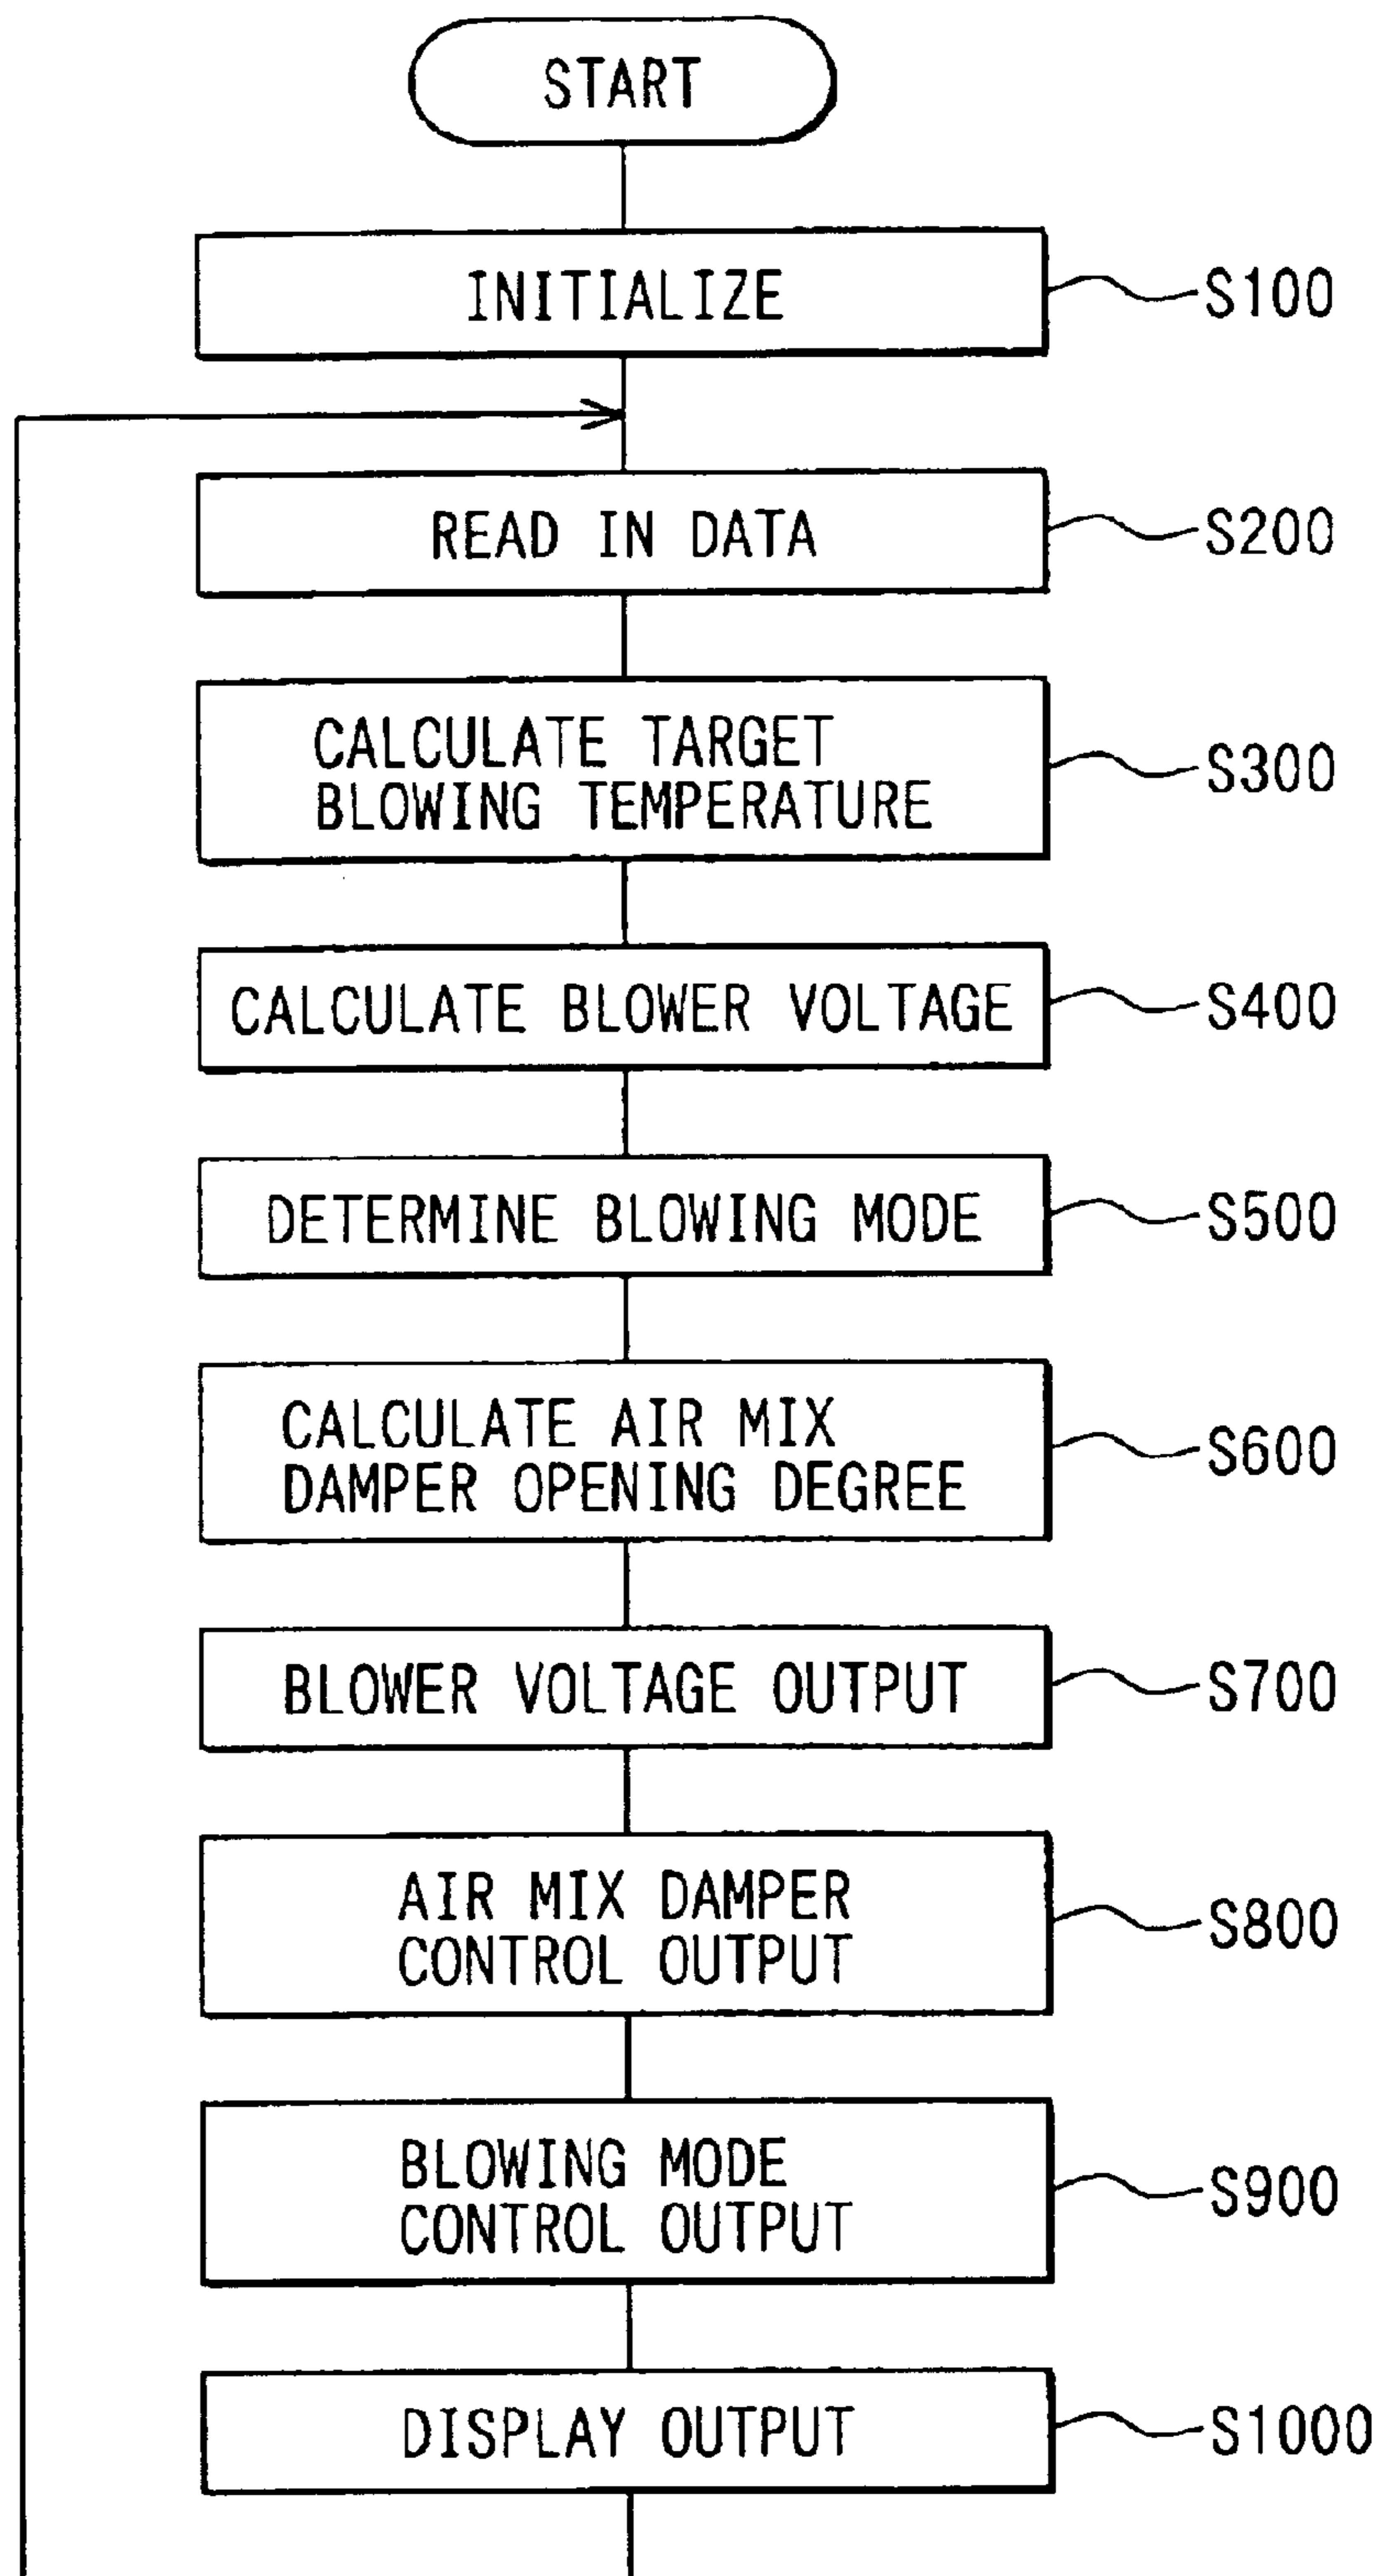 START
INITIALIZE
S100
READ IN DATA
S200
CALCULATE TARGET
BLOWING TEMPERATURE
S300
CALCULATE BLOWER VOLTAGE
S400
DETERMINE BLOWING MODE
S500
CALCULATE AIR MIX
DAMPER OPENING DEGREE
S600
BLOWER VOLTAGE OUTPUT
S700
AIR MIX DAMPER
CONTROL OUTPUT
S800
BLOWING MODE
CONTROL OUTPUT
S900
DISPLAY OUTPUT
S1000